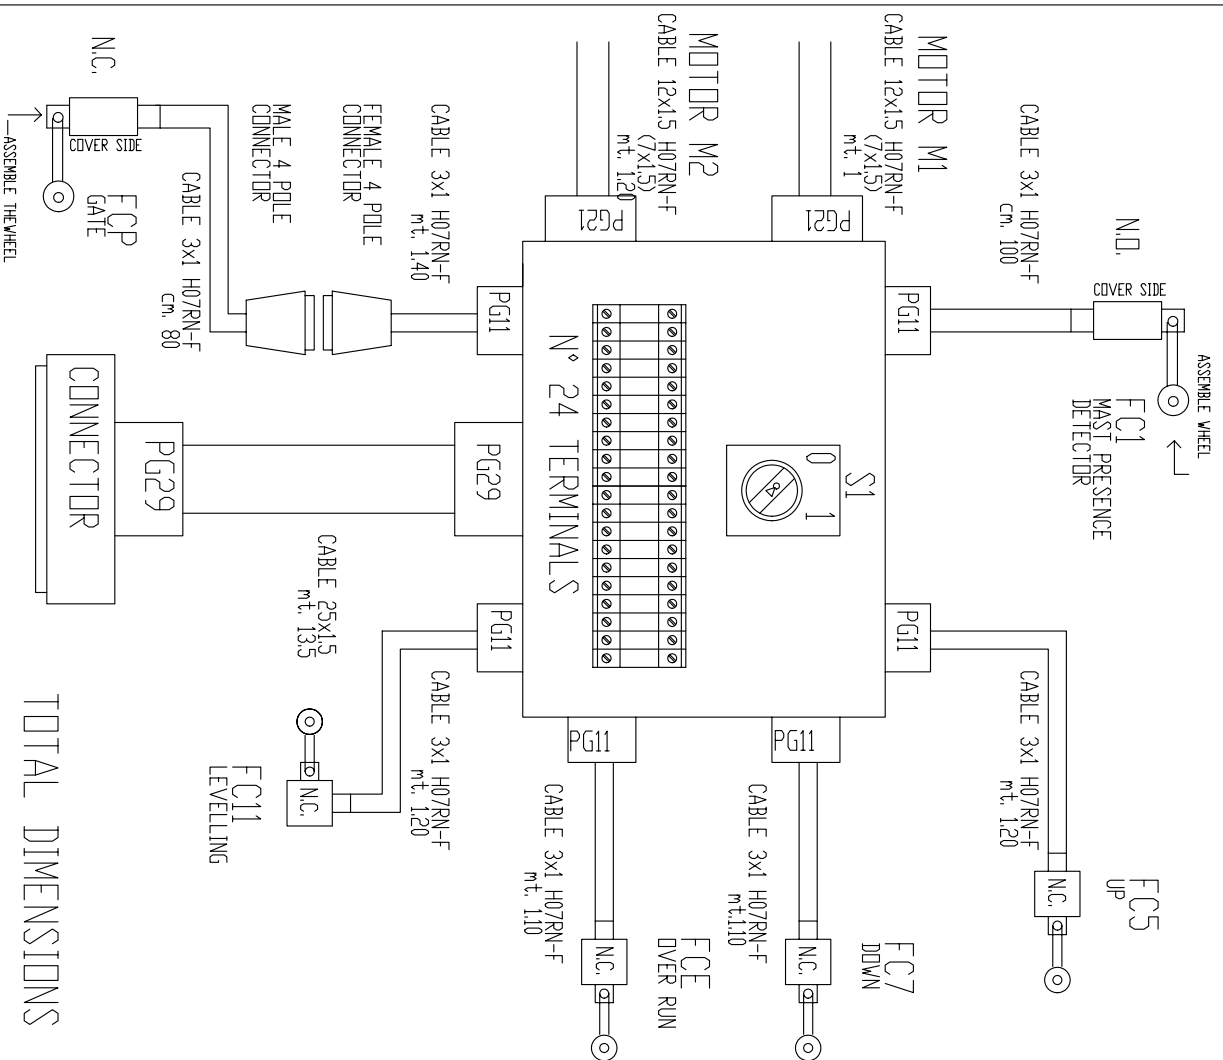 MOTOR M1
CABLE 12x1.5 H07RN-F
(7x1.5)
mt. 1
MOTOR M2
CABLE 12x1.5 H07RN-F
(7x1.5)
mt. 1.20
PG21
PG21
N.O.
COVER SIDE
ASSEMBLE WHEEL
FC1
MAST PRESENCE
DETECTOR
CABLE 3x1 H07RN-F
cm. 100
PG11
N.C.
COVER SIDE
ASSEMBLE THEWHEEL
FCP
GATE
CABLE 3x1 H07RN-F
cm. 80
MALE 4 POLE
CONNECTOR
FEMALE 4 POLE
CONNECTOR
CABLE 3x1 H07RN-F
mt. 1.40
PG11
S1
0
1
N° 24 TERMINALS
PG29
PG29
CONNECTOR
CABLE 25x1.5
mt. 13.5
PG11
CABLE 3x1 H07RN-F
mt. 1.20
FC5
UP
N.C.
PG11
CABLE 3x1 H07RN-F
mt. 1.20
N.C.
FC11
LEVELLING
PG11
CABLE 3x1 H07RN-F
mt.1.10
N.C.
FC7
DOWN
PG11
CABLE 3x1 H07RN-F
mt. 1.10
N.C.
FCE
OVER RUN
TOTAL DIMENSIONS